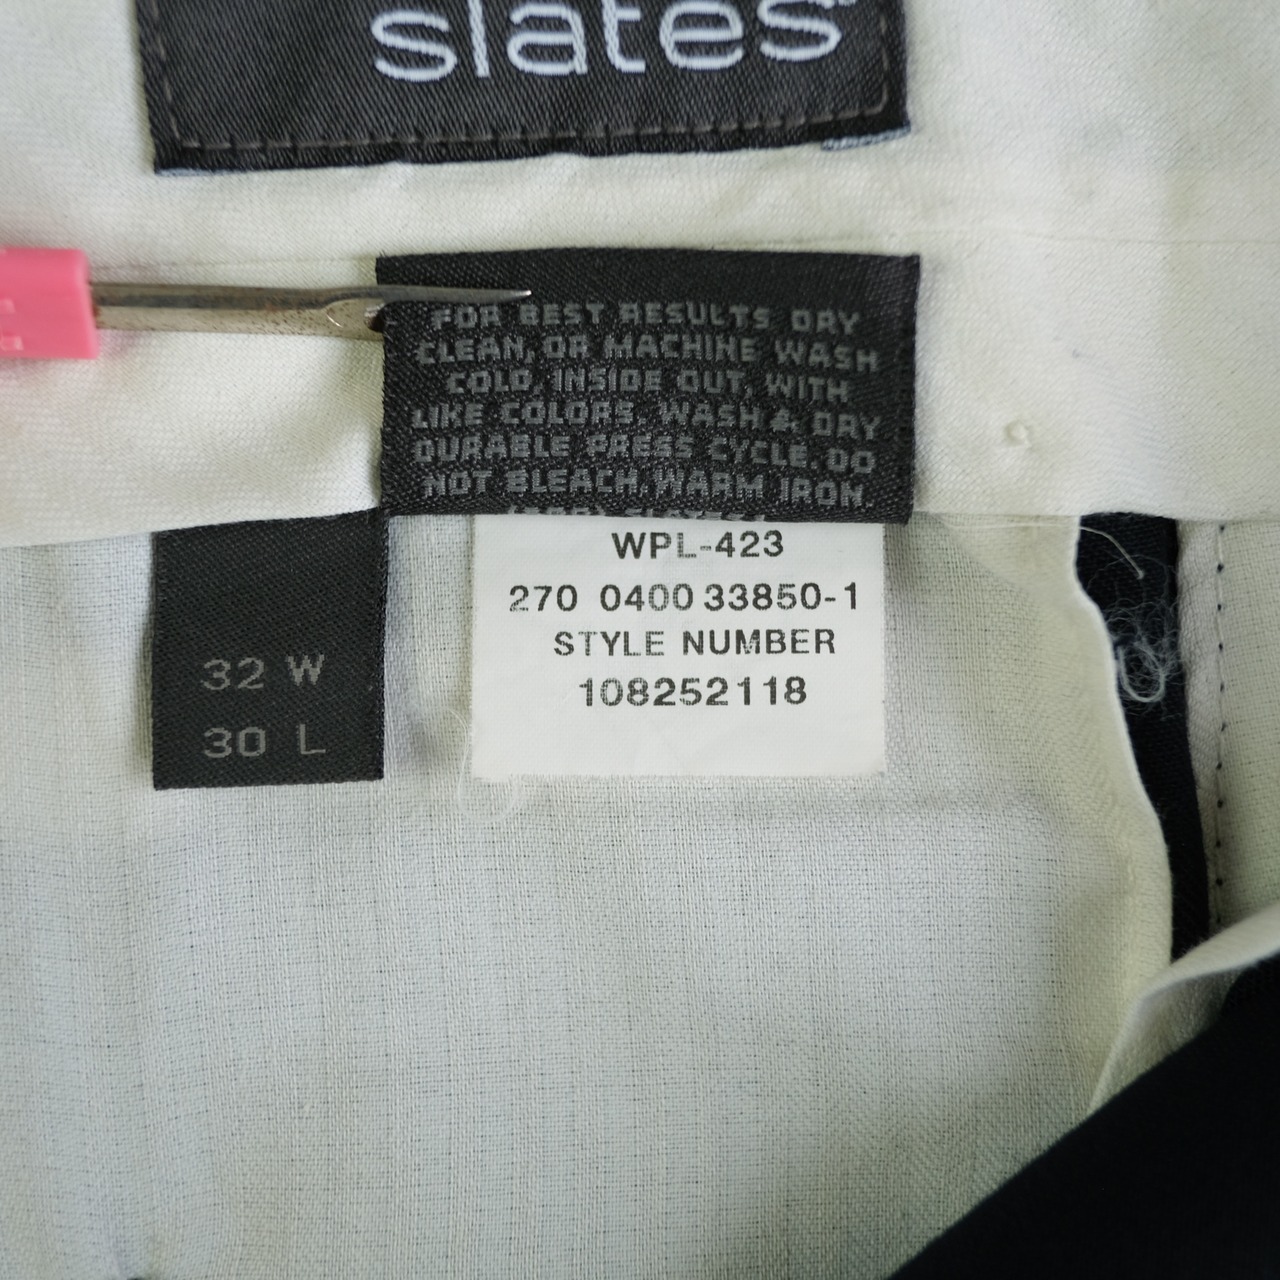 slates
FOR BEST RESULTS DRY
CLEAN, OR MACHINE WASH
COLD, INSIDE OUT, WITH
LIKE COLORS. WASH & DRY
DURABLE PRESS CYCLE. DO
NOT BLEACH. WARM IRON.
32 W
30 L
WPL-423
270 0400 33850-1
STYLE NUMBER
108252118